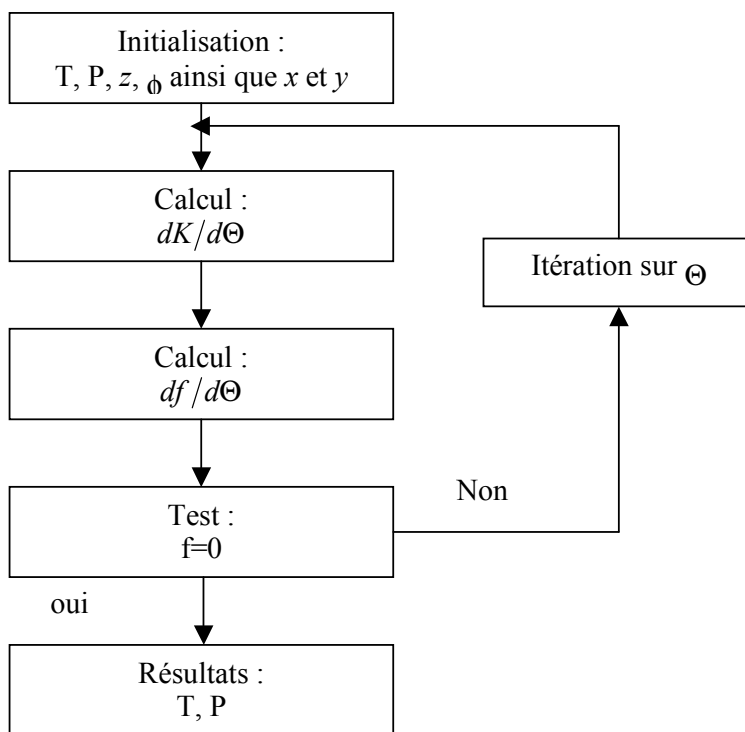 Initialisation :
T, P, z, ϕ ainsi que x et y
Calcul :
dK/dΘ
Itération sur Θ
Calcul :
df/dΘ
Non
Test :
f=0
oui
Résultats :
T, P